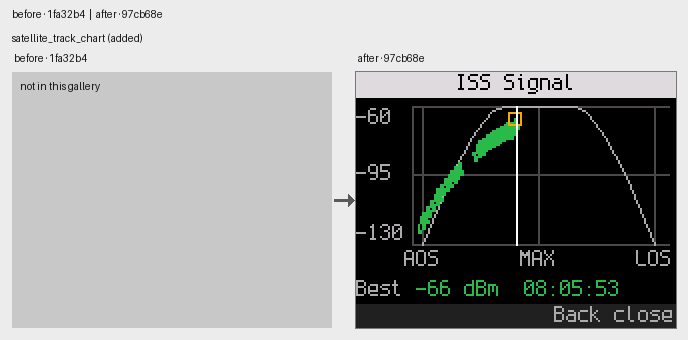 before · 1fa32b4 | after · 97cb68e
satellite_track_chart (added)
before · 1fa32b4
after · 97cb68e
not in this gallery
ISS Signal
-60
-95
-130
AOS MAX LOS
Best -66 dBm 08:05:53
Back close